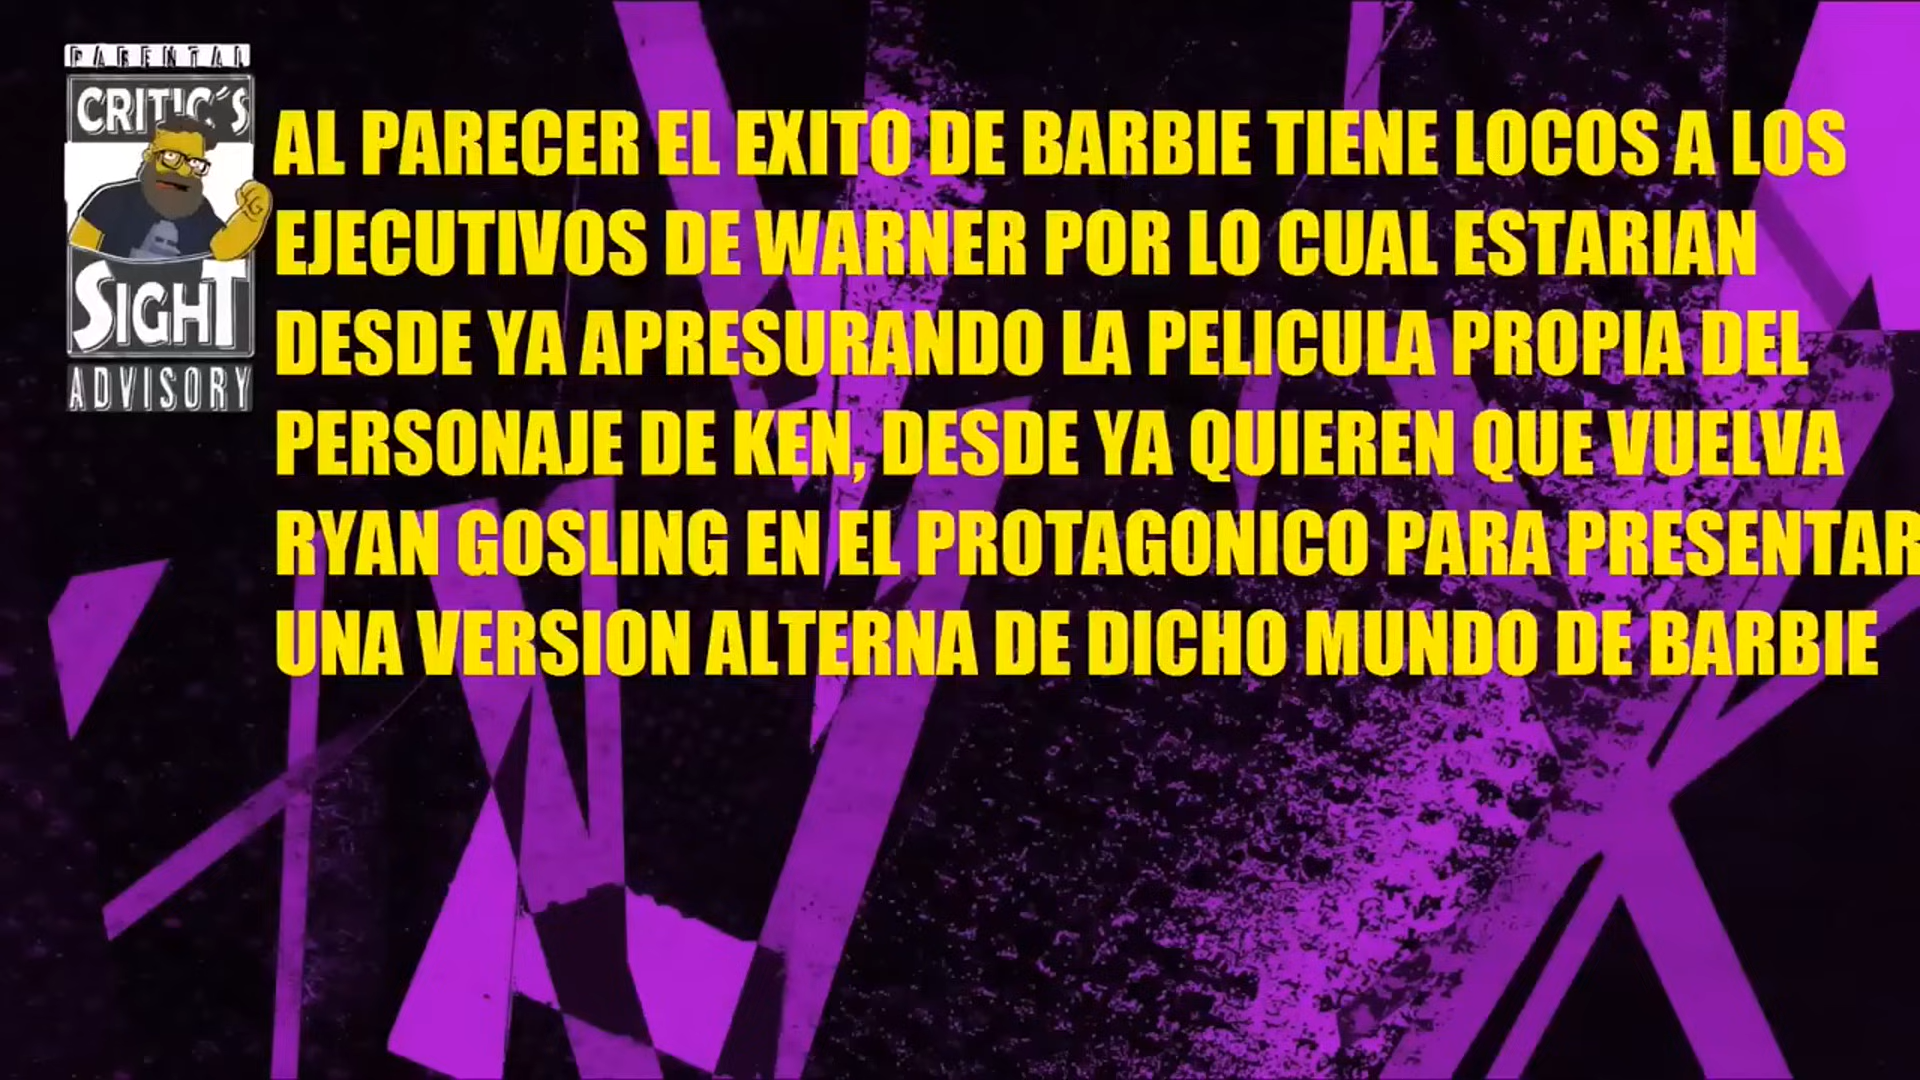 PARENTAL
CRITIC´S
SIGHT
ADVISORY
AL PARECER EL EXITO DE BARBIE TIENE LOCOS A LOS
EJECUTIVOS DE WARNER POR LO CUAL ESTARIAN
DESDE YA APRESURANDO LA PELICULA PROPIA DEL
PERSONAJE DE KEN, DESDE YA QUIEREN QUE VUELVA
RYAN GOSLING EN EL PROTAGONICO PARA PRESENTAR
UNA VERSION ALTERNA DE DICHO MUNDO DE BARBIE